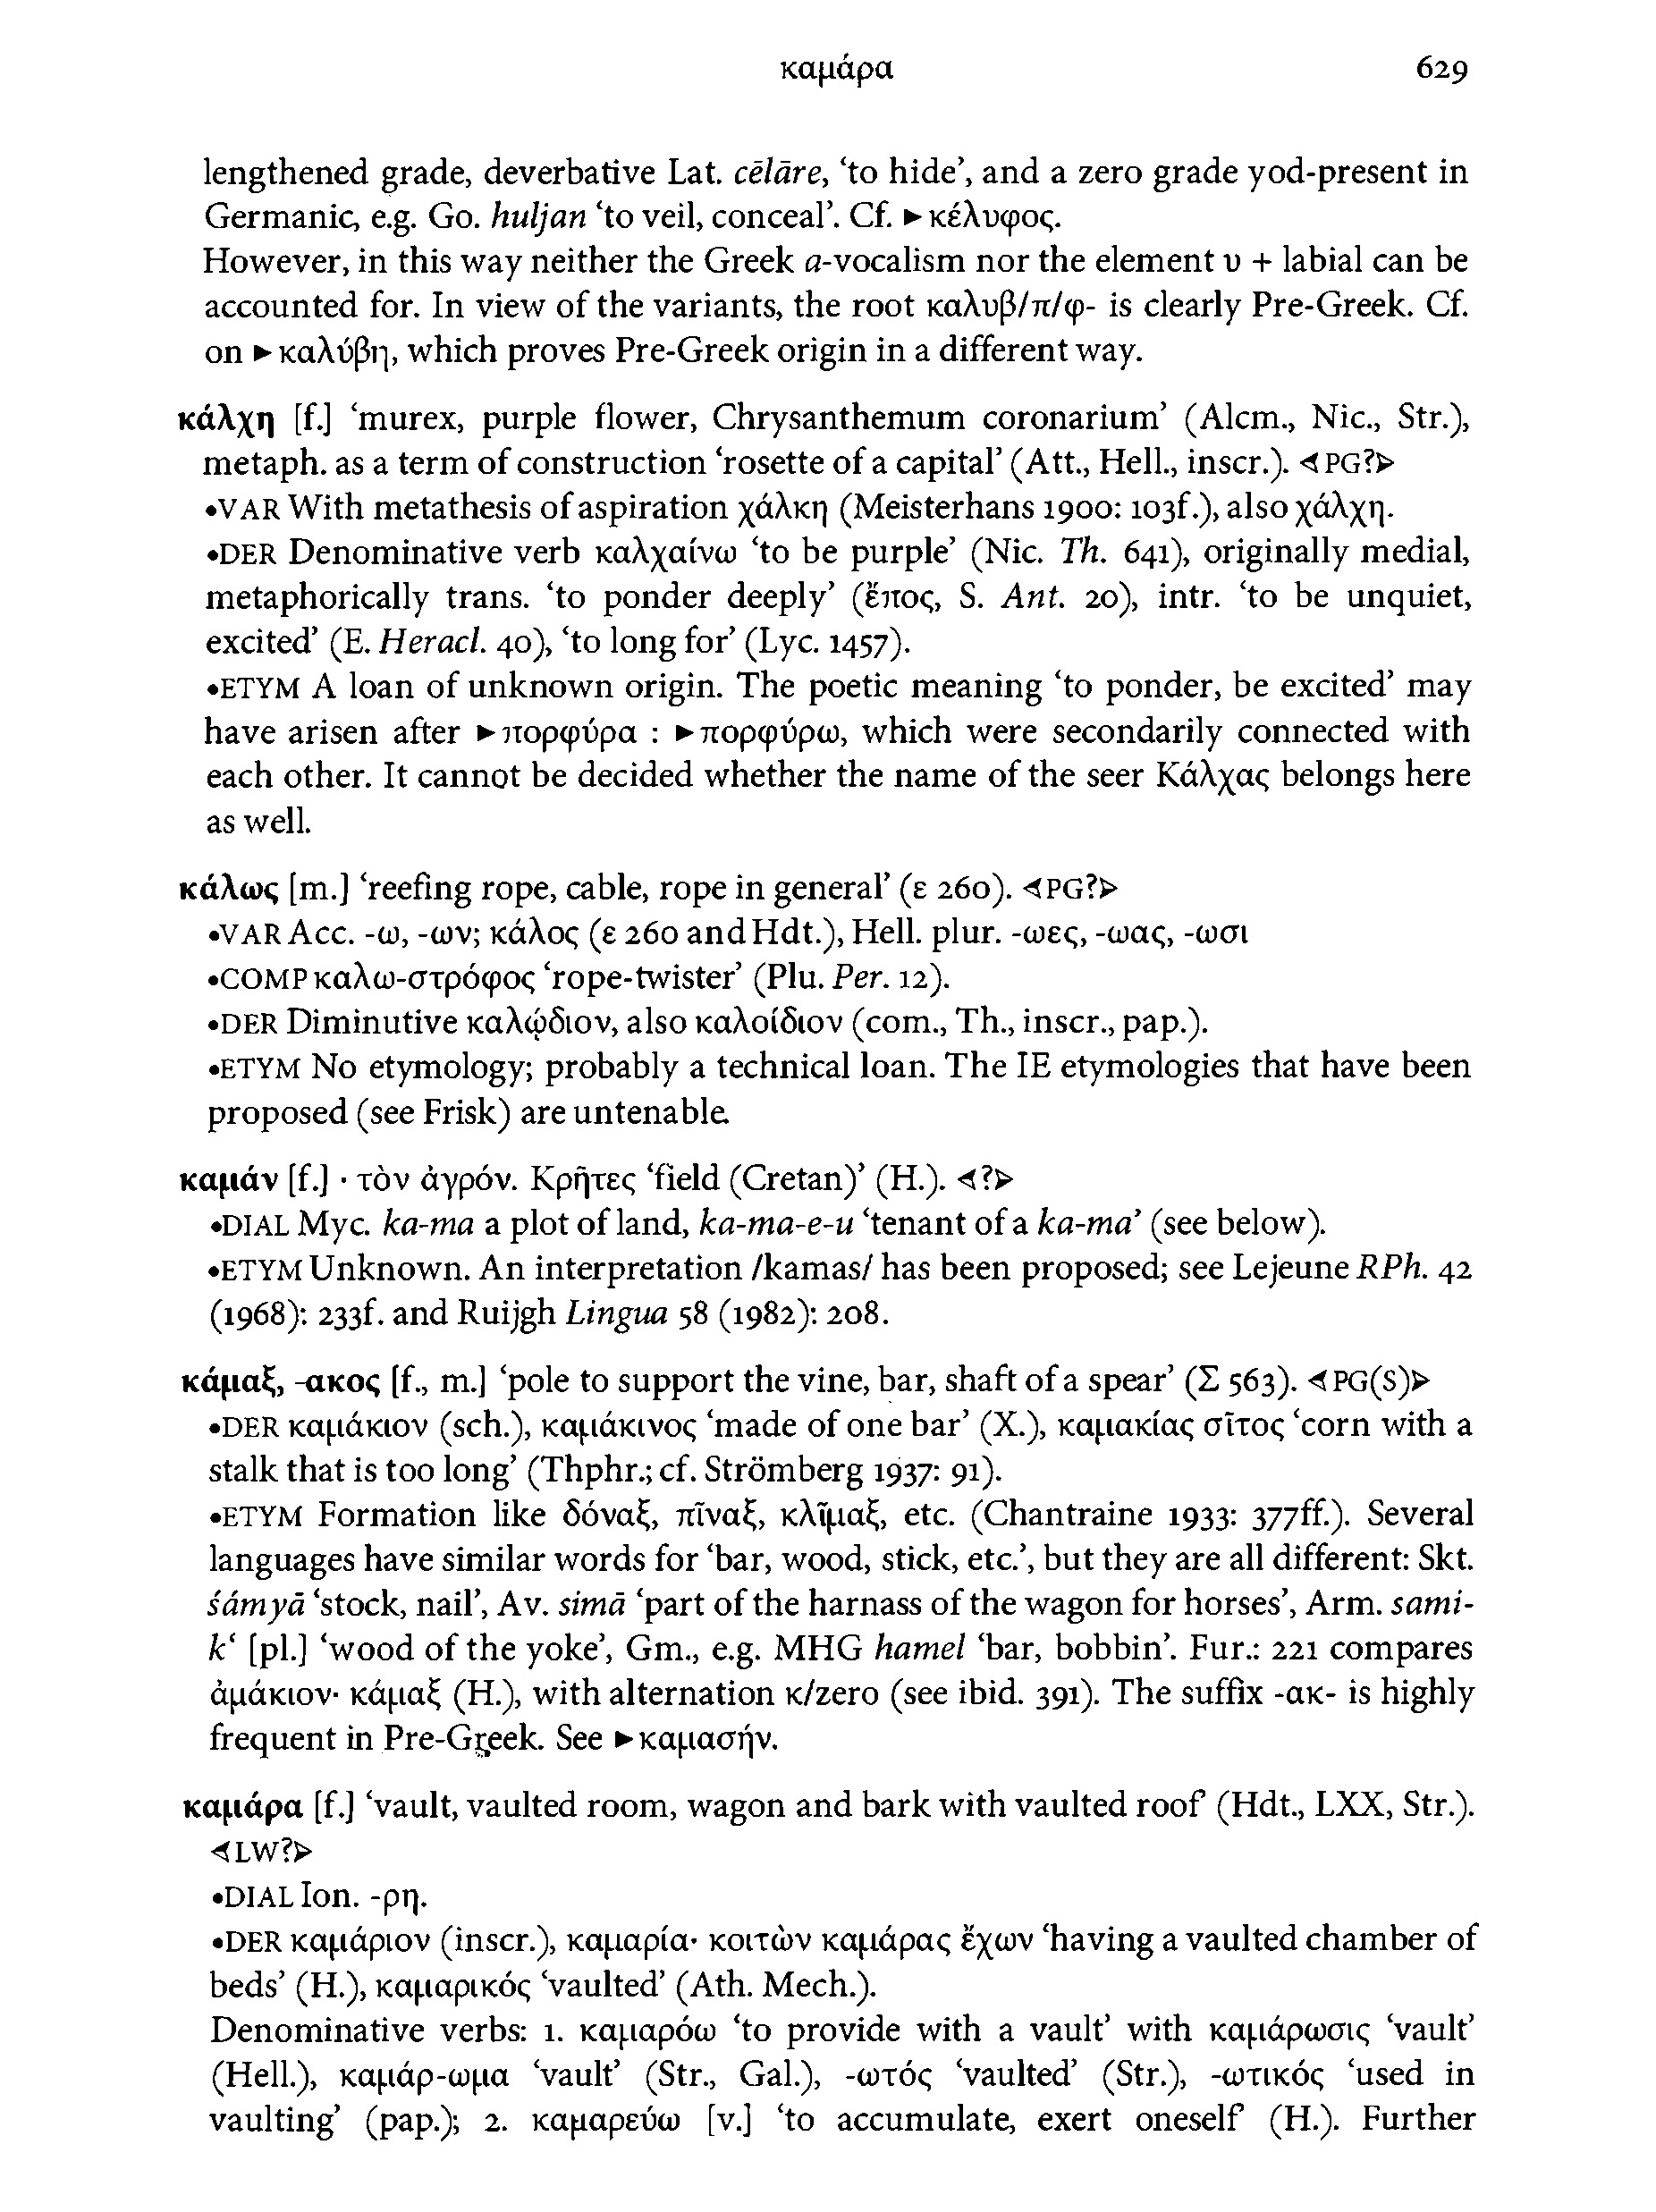 καμάρα 629
lengthened grade, deverbative Lat. cēlāre, ‘to hide’, and a zero grade yod-present in
Germanic, e.g. Go. huljan ‘to veil, conceal’. Cf. ►κέλυφος.
However, in this way neither the Greek a-vocalism nor the element υ + labial can be
accounted for. In view of the variants, the root καλυβ/π/φ- is clearly Pre-Greek. Cf.
on ►καλύβη, which proves Pre-Greek origin in a different way.
κάλχη [f.] ‘murex, purple flower, Chrysanthemum coronarium’ (Alcm., Nic., Str.),
metaph. as a term of construction ‘rosette of a capital’ (Att., Hell., inscr.). ⊲PG?⊳
•VAR With metathesis of aspiration χάλκη (Meisterhans 1900: 103f.), also χάλχη.
•DER Denominative verb καλχαίνω ‘to be purple’ (Nic. Th. 641), originally medial,
metaphorically trans. ‘to ponder deeply’ (ἔπος, S. Ant. 20), intr. ‘to be unquiet,
excited’ (E. Heracl. 40), ‘to long for’ (Lyc. 1457).
•ETYM A loan of unknown origin. The poetic meaning ‘to ponder, be excited’ may
have arisen after ►πορφύρα : ►πορφύρω, which were secondarily connected with
each other. It cannot be decided whether the name of the seer Κάλχας belongs here
as well.
κάλως [m.] ‘reefing rope, cable, rope in general’ (ε 260). ⊲PG?⊳
•VAR Acc. -ω, -ων; κάλος (ε 260 and Hdt.), Hell. plur. -ωες, -ωας, -ωσι
•COMP καλω-στρόφος ‘rope-twister’ (Plu. Per. 12).
•DER Diminutive καλῴδιον, also καλοίδιον (com., Th., inscr., pap.).
•ETYM No etymology; probably a technical loan. The IE etymologies that have been
proposed (see Frisk) are untenable.
καμάν [f.] · τὸν ἀγρόν. Κρῆτες ‘field (Cretan)’ (H.). ⊲?⊳
•DIAL Myc. ka-ma a plot of land, ka-ma-e-u ‘tenant of a ka-ma’ (see below).
•ETYM Unknown. An interpretation /kamas/ has been proposed; see Lejeune RPh. 42
(1968): 233f. and Ruijgh Lingua 58 (1982): 208.
κάμαξ, -ακος [f., m.] ‘pole to support the vine, bar, shaft of a spear’ (Σ 563). ⊲PG(S)⊳
•DER καμάκιον (sch.), καμάκινος ‘made of one bar’ (X.), καμακίας σῖτος ‘corn with a
stalk that is too long’ (Thphr.; cf. Strömberg 1937: 91).
•ETYM Formation like δόναξ, πῖναξ, κλῖμαξ, etc. (Chantraine 1933: 377ff.). Several
languages have similar words for ‘bar, wood, stick, etc.’, but they are all different: Skt.
śámyā ‘stock, nail’, Av. simā ‘part of the harnass of the wagon for horses’, Arm. sami-
k‘ [pl.] ‘wood of the yoke’, Gm., e.g. MHG hamel ‘bar, bobbin’. Fur.: 221 compares
ἀμάκιον· κάμαξ (H.), with alternation κ/zero (see ibid. 391). The suffix -ακ- is highly
frequent in Pre-Greek. See ►καμασήν.
καμάρα [f.] ‘vault, vaulted room, wagon and bark with vaulted roof’ (Hdt., LXX, Str.).
⊲LW?⊳
•DIAL Ion. -ρη.
•DER καμάριον (inscr.), καμαρία· κοιτὼν καμάρας ἔχων ‘having a vaulted chamber of
beds’ (H.), καμαρικός ‘vaulted’ (Ath. Mech.).
Denominative verbs: 1. καμαρόω ‘to provide with a vault’ with καμάρωσις ‘vault’
(Hell.), καμάρ-ωμα ‘vault’ (Str., Gal.), -ωτός ‘vaulted’ (Str.), -ωτικός ‘used in
vaulting’ (pap.); 2. καμαρεύω [v.] ‘to accumulate, exert oneself’ (H.). Further